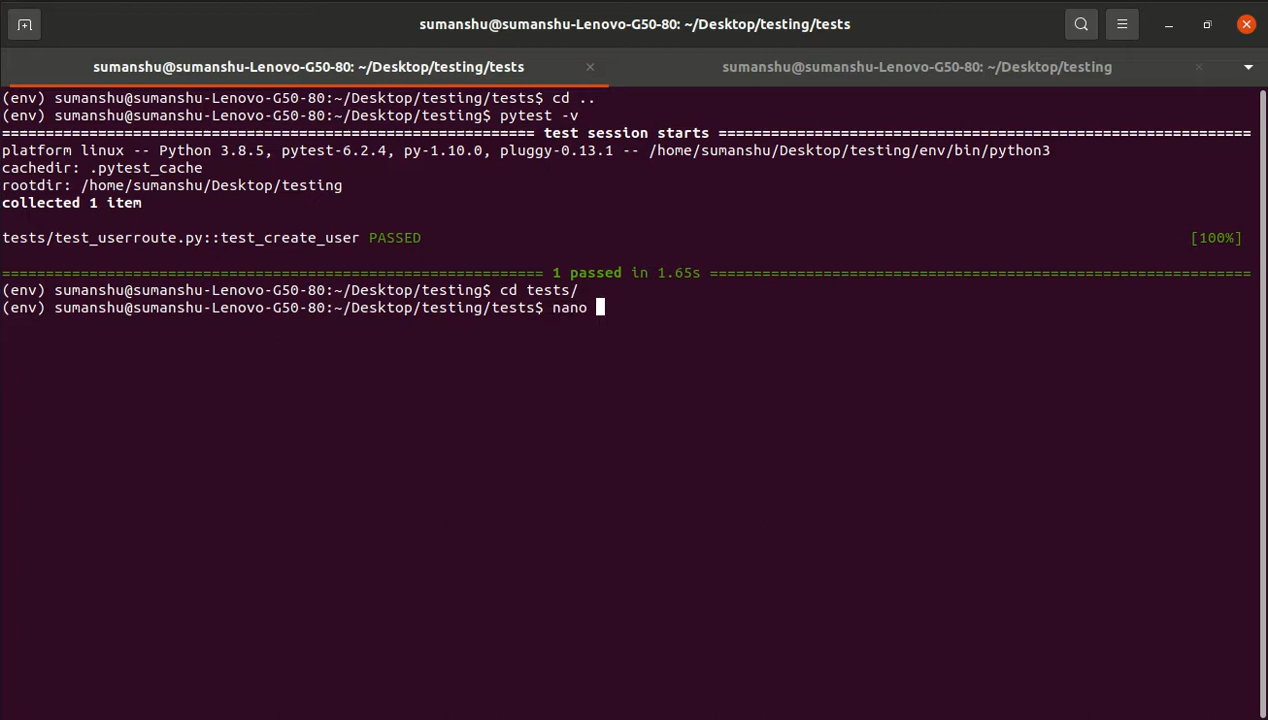 sumanshu@sumanshu-Lenovo-G50-80: ~/Desktop/testing/tests
sumanshu@sumanshu-Lenovo-G50-80: ~/Desktop/testing/tests
sumanshu@sumanshu-Lenovo-G50-80: ~/Desktop/testing
(env) sumanshu@sumanshu-Lenovo-G50-80:~/Desktop/testing/tests$ cd ..
(env) sumanshu@sumanshu-Lenovo-G50-80:~/Desktop/testing$ pytest -v
============================================================= test session starts =============================================================
platform linux -- Python 3.8.5, pytest-6.2.4, py-1.10.0, pluggy-0.13.1 -- /home/sumanshu/Desktop/testing/env/bin/python3
cachedir: .pytest_cache
rootdir: /home/sumanshu/Desktop/testing
collected 1 item
tests/test_userroute.py::test_create_user PASSED [100%]
============================================================== 1 passed in 1.65s ==============================================================
(env) sumanshu@sumanshu-Lenovo-G50-80:~/Desktop/testing$ cd tests/
(env) sumanshu@sumanshu-Lenovo-G50-80:~/Desktop/testing/tests$ nano